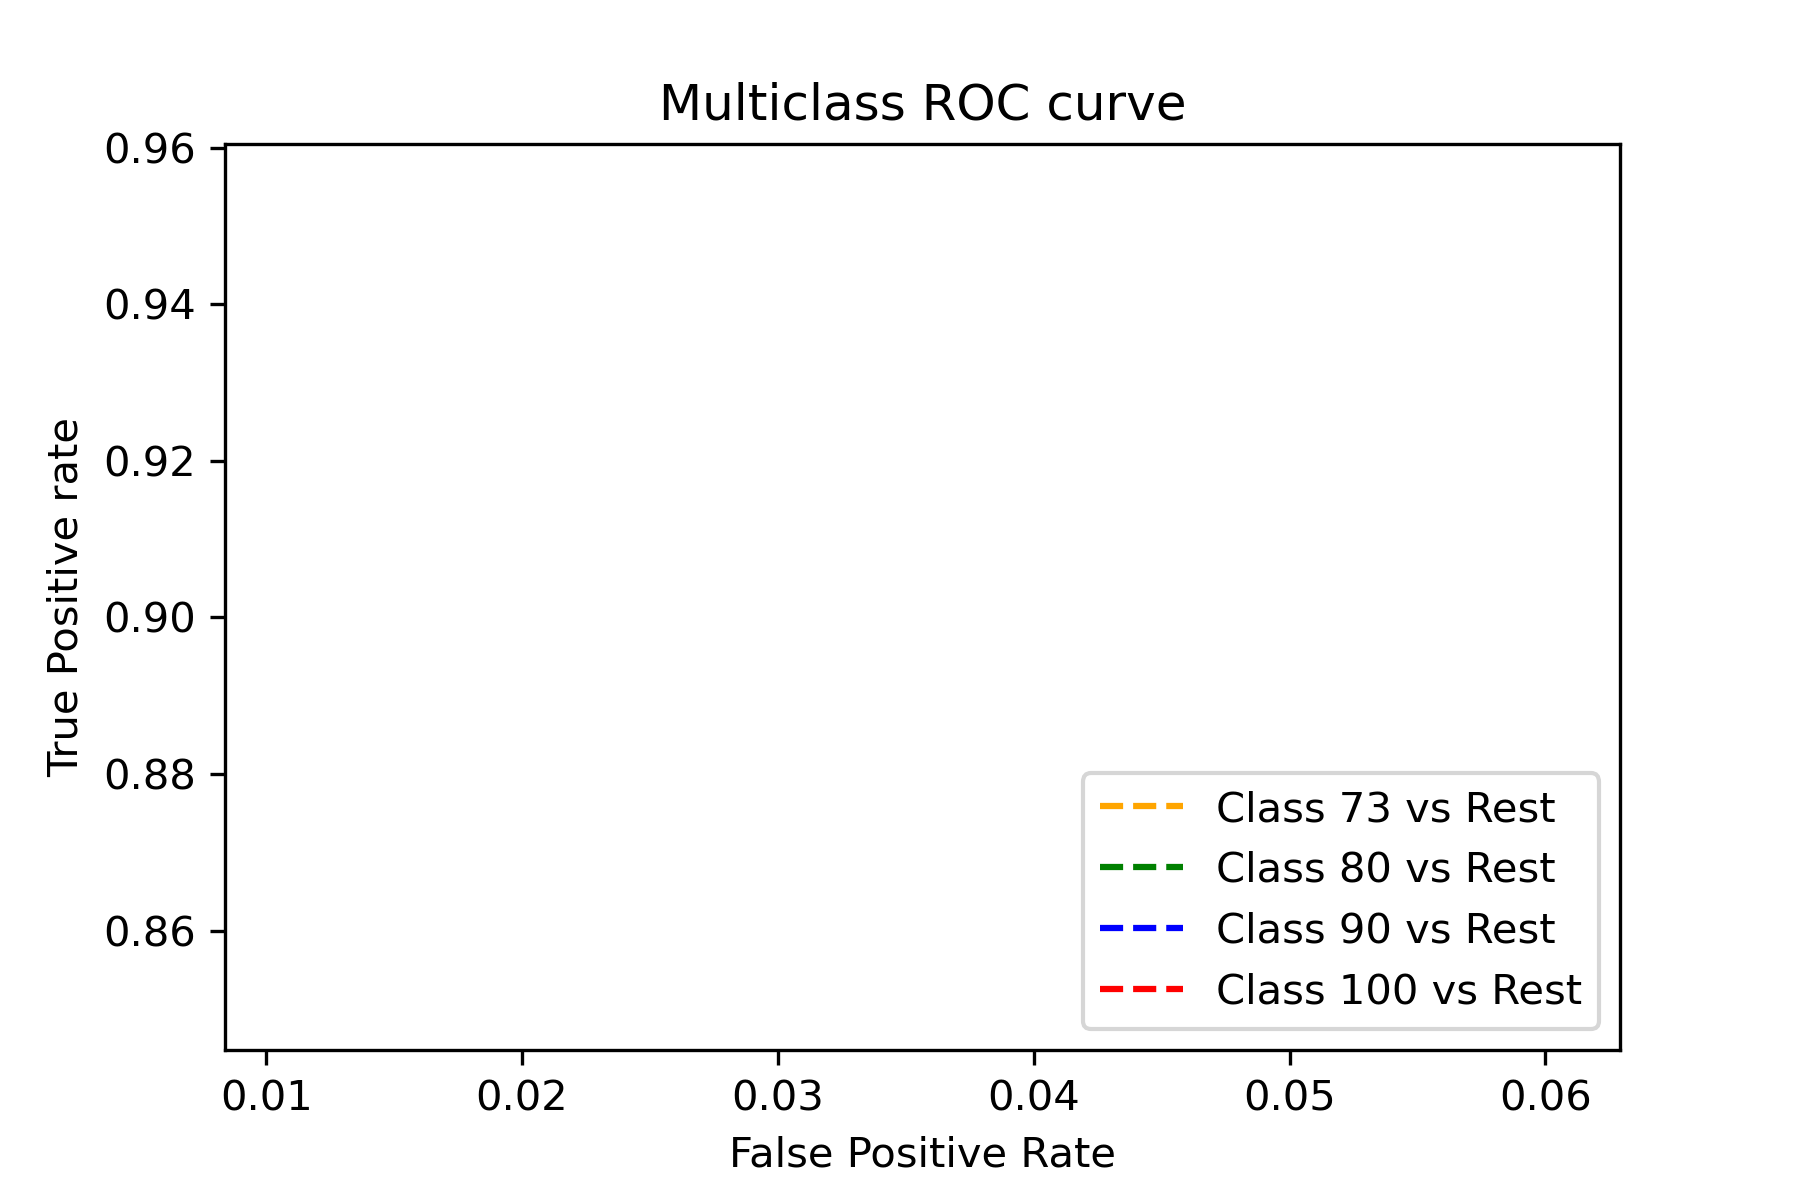 Multiclass ROC curve
0.96
0.94
0.92
0.90
0.88
0.86
True Positive rate
Class 73 vs Rest
Class 80 vs Rest
Class 90 vs Rest
Class 100 vs Rest
0.01 0.02 0.03 0.04 0.05 0.06
False Positive Rate